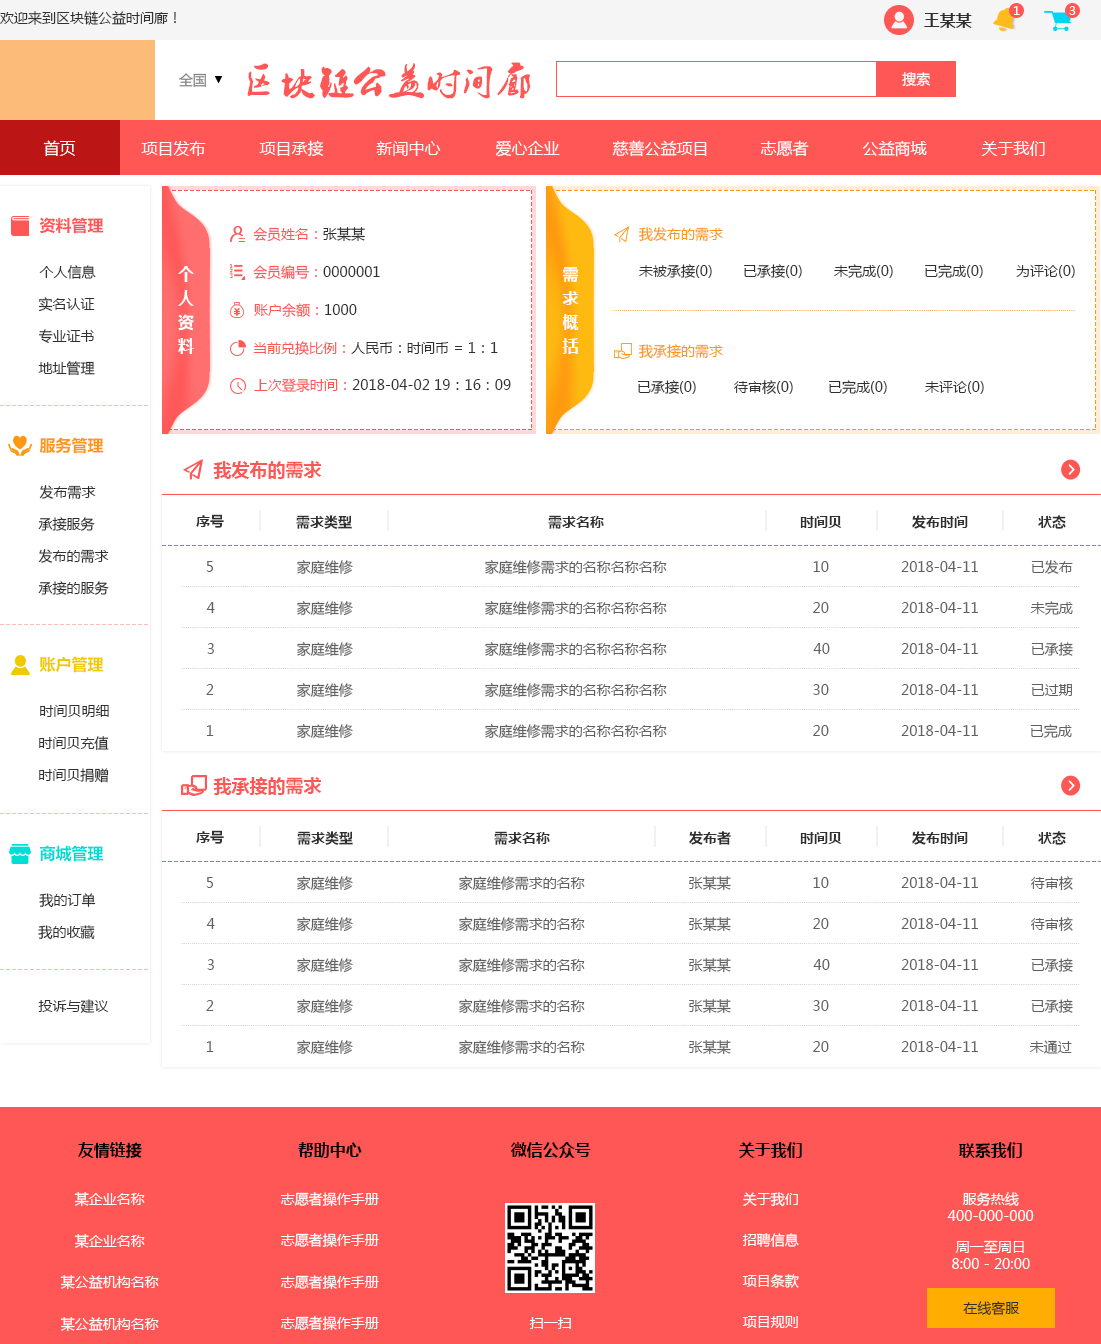 欢迎来到区块链公益时间廊！
王某某
1
3
全国 ▼
区块链公益时间廊
搜索
首页 项目发布 项目承接 新闻中心 爱心企业 慈善公益项目 志愿者 公益商城 关于我们
资料管理
个人信息
实名认证
专业证书
地址管理
服务管理
发布需求
承接服务
发布的需求
承接的服务
账户管理
时间贝明细
时间贝充值
时间贝捐赠
商城管理
我的订单
我的收藏
投诉与建议
个人资料
会员姓名：张某某
会员编号：0000001
账户余额：1000
当前兑换比例：人民币：时间币 = 1：1
上次登录时间：2018-04-02 19：16：09
需求概括
我发布的需求
未被承接(0) 已承接(0) 未完成(0) 已完成(0) 为评论(0)
我承接的需求
已承接(0) 待审核(0) 已完成(0) 未评论(0)
我发布的需求
序号 需求类型 需求名称 时间贝 发布时间 状态
5 家庭维修 家庭维修需求的名称名称名称 10 2018-04-11 已发布
4 家庭维修 家庭维修需求的名称名称名称 20 2018-04-11 未完成
3 家庭维修 家庭维修需求的名称名称名称 40 2018-04-11 已承接
2 家庭维修 家庭维修需求的名称名称名称 30 2018-04-11 已过期
1 家庭维修 家庭维修需求的名称名称名称 20 2018-04-11 已完成
我承接的需求
序号 需求类型 需求名称 发布者 时间贝 发布时间 状态
5 家庭维修 家庭维修需求的名称 张某某 10 2018-04-11 待审核
4 家庭维修 家庭维修需求的名称 张某某 20 2018-04-11 待审核
3 家庭维修 家庭维修需求的名称 张某某 40 2018-04-11 已承接
2 家庭维修 家庭维修需求的名称 张某某 30 2018-04-11 已承接
1 家庭维修 家庭维修需求的名称 张某某 20 2018-04-11 未通过
友情链接
某企业名称
某企业名称
某公益机构名称
某公益机构名称
帮助中心
志愿者操作手册
志愿者操作手册
志愿者操作手册
志愿者操作手册
微信公众号
扫一扫
关于我们
关于我们
招聘信息
项目条款
项目规则
联系我们
服务热线
400-000-000
周一至周日
8:00 - 20:00
在线客服